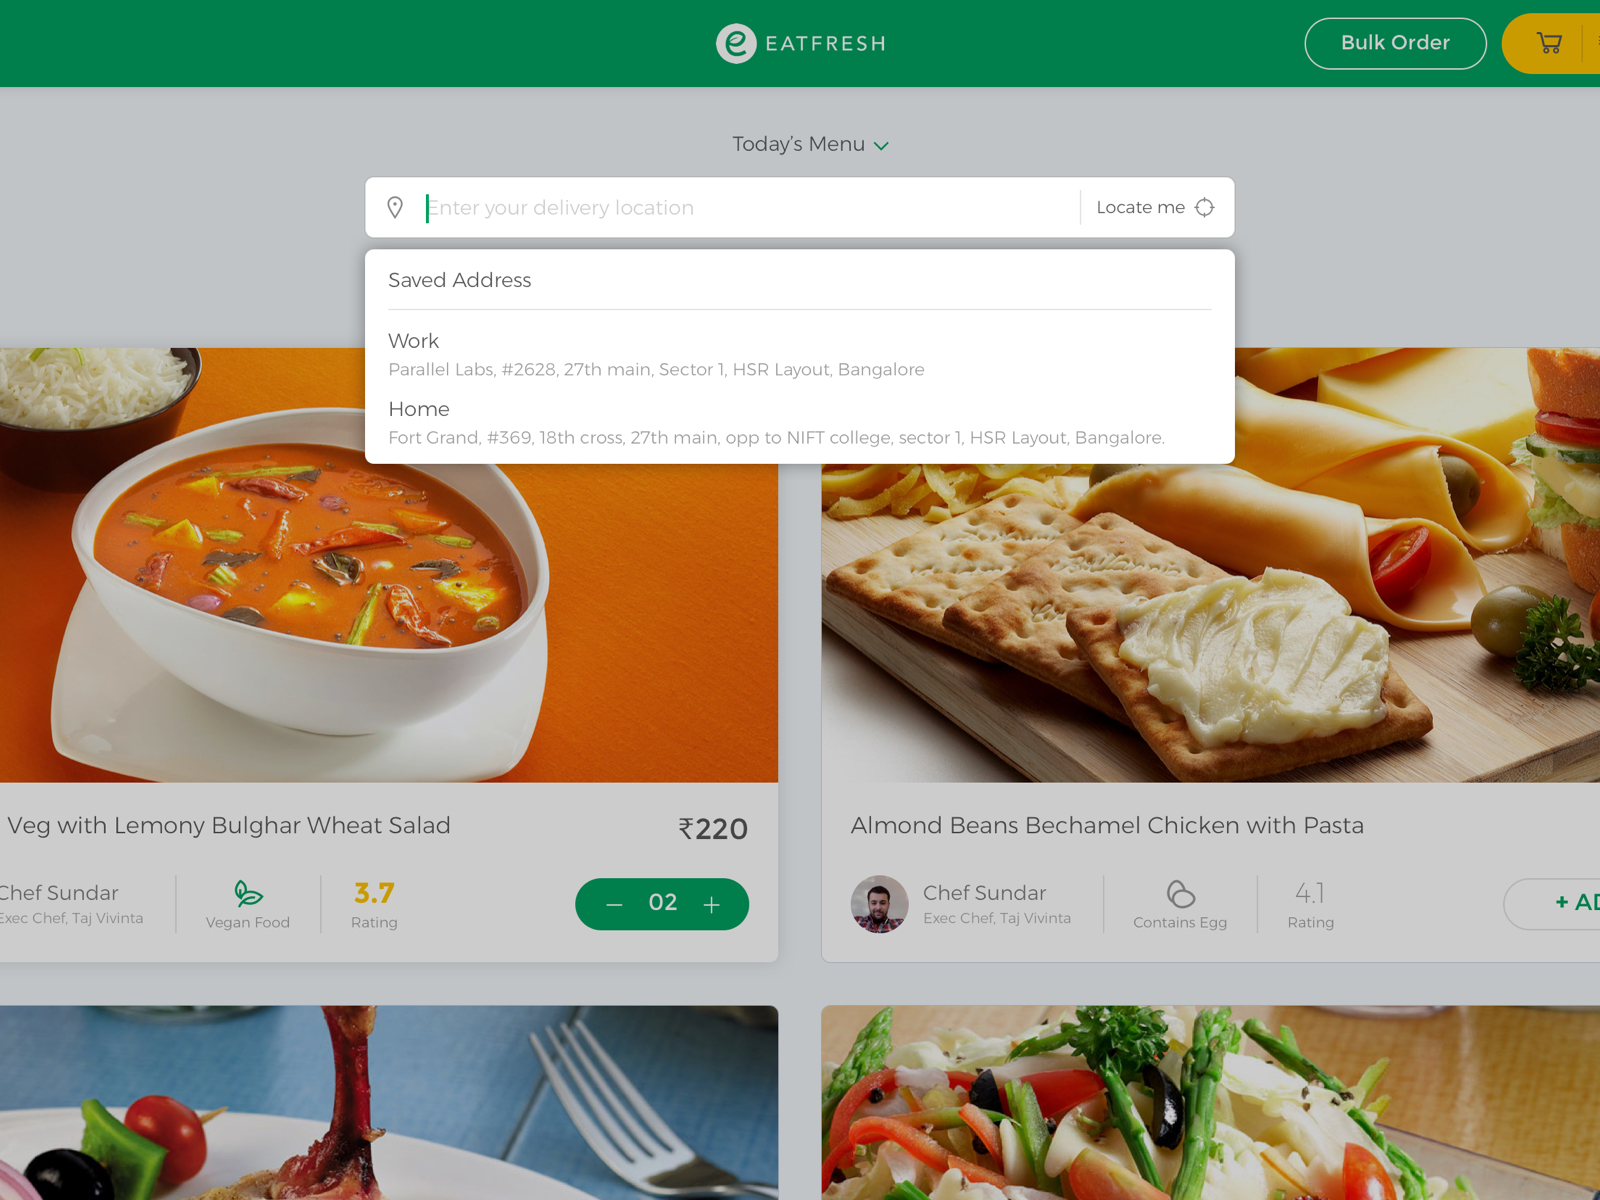 EATFRESH
Bulk Order
Today's Menu
Enter your delivery location
Locate me
Saved Address
Work
Parallel Labs, #2628, 27th main, Sector 1, HSR Layout, Bangalore
Home
Fort Grand, #369, 18th cross, 27th main, opp to NIFT college, sector 1, HSR Layout, Bangalore.
Veg with Lemony Bulghar Wheat Salad
₹220
Chef Sundar
Exec Chef, Taj Vivinta
Vegan Food
3.7
Rating
02
Almond Beans Bechamel Chicken with Pasta
Chef Sundar
Exec Chef, Taj Vivinta
Contains Egg
4.1
Rating